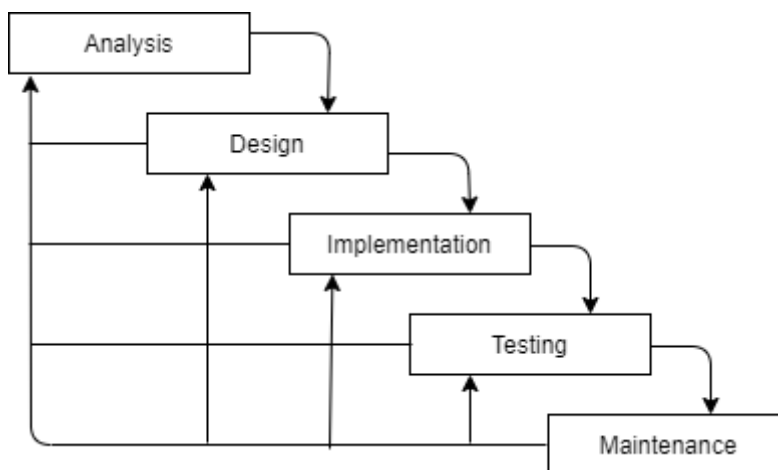 Analysis
Design
Implementation
Testing
Maintenance